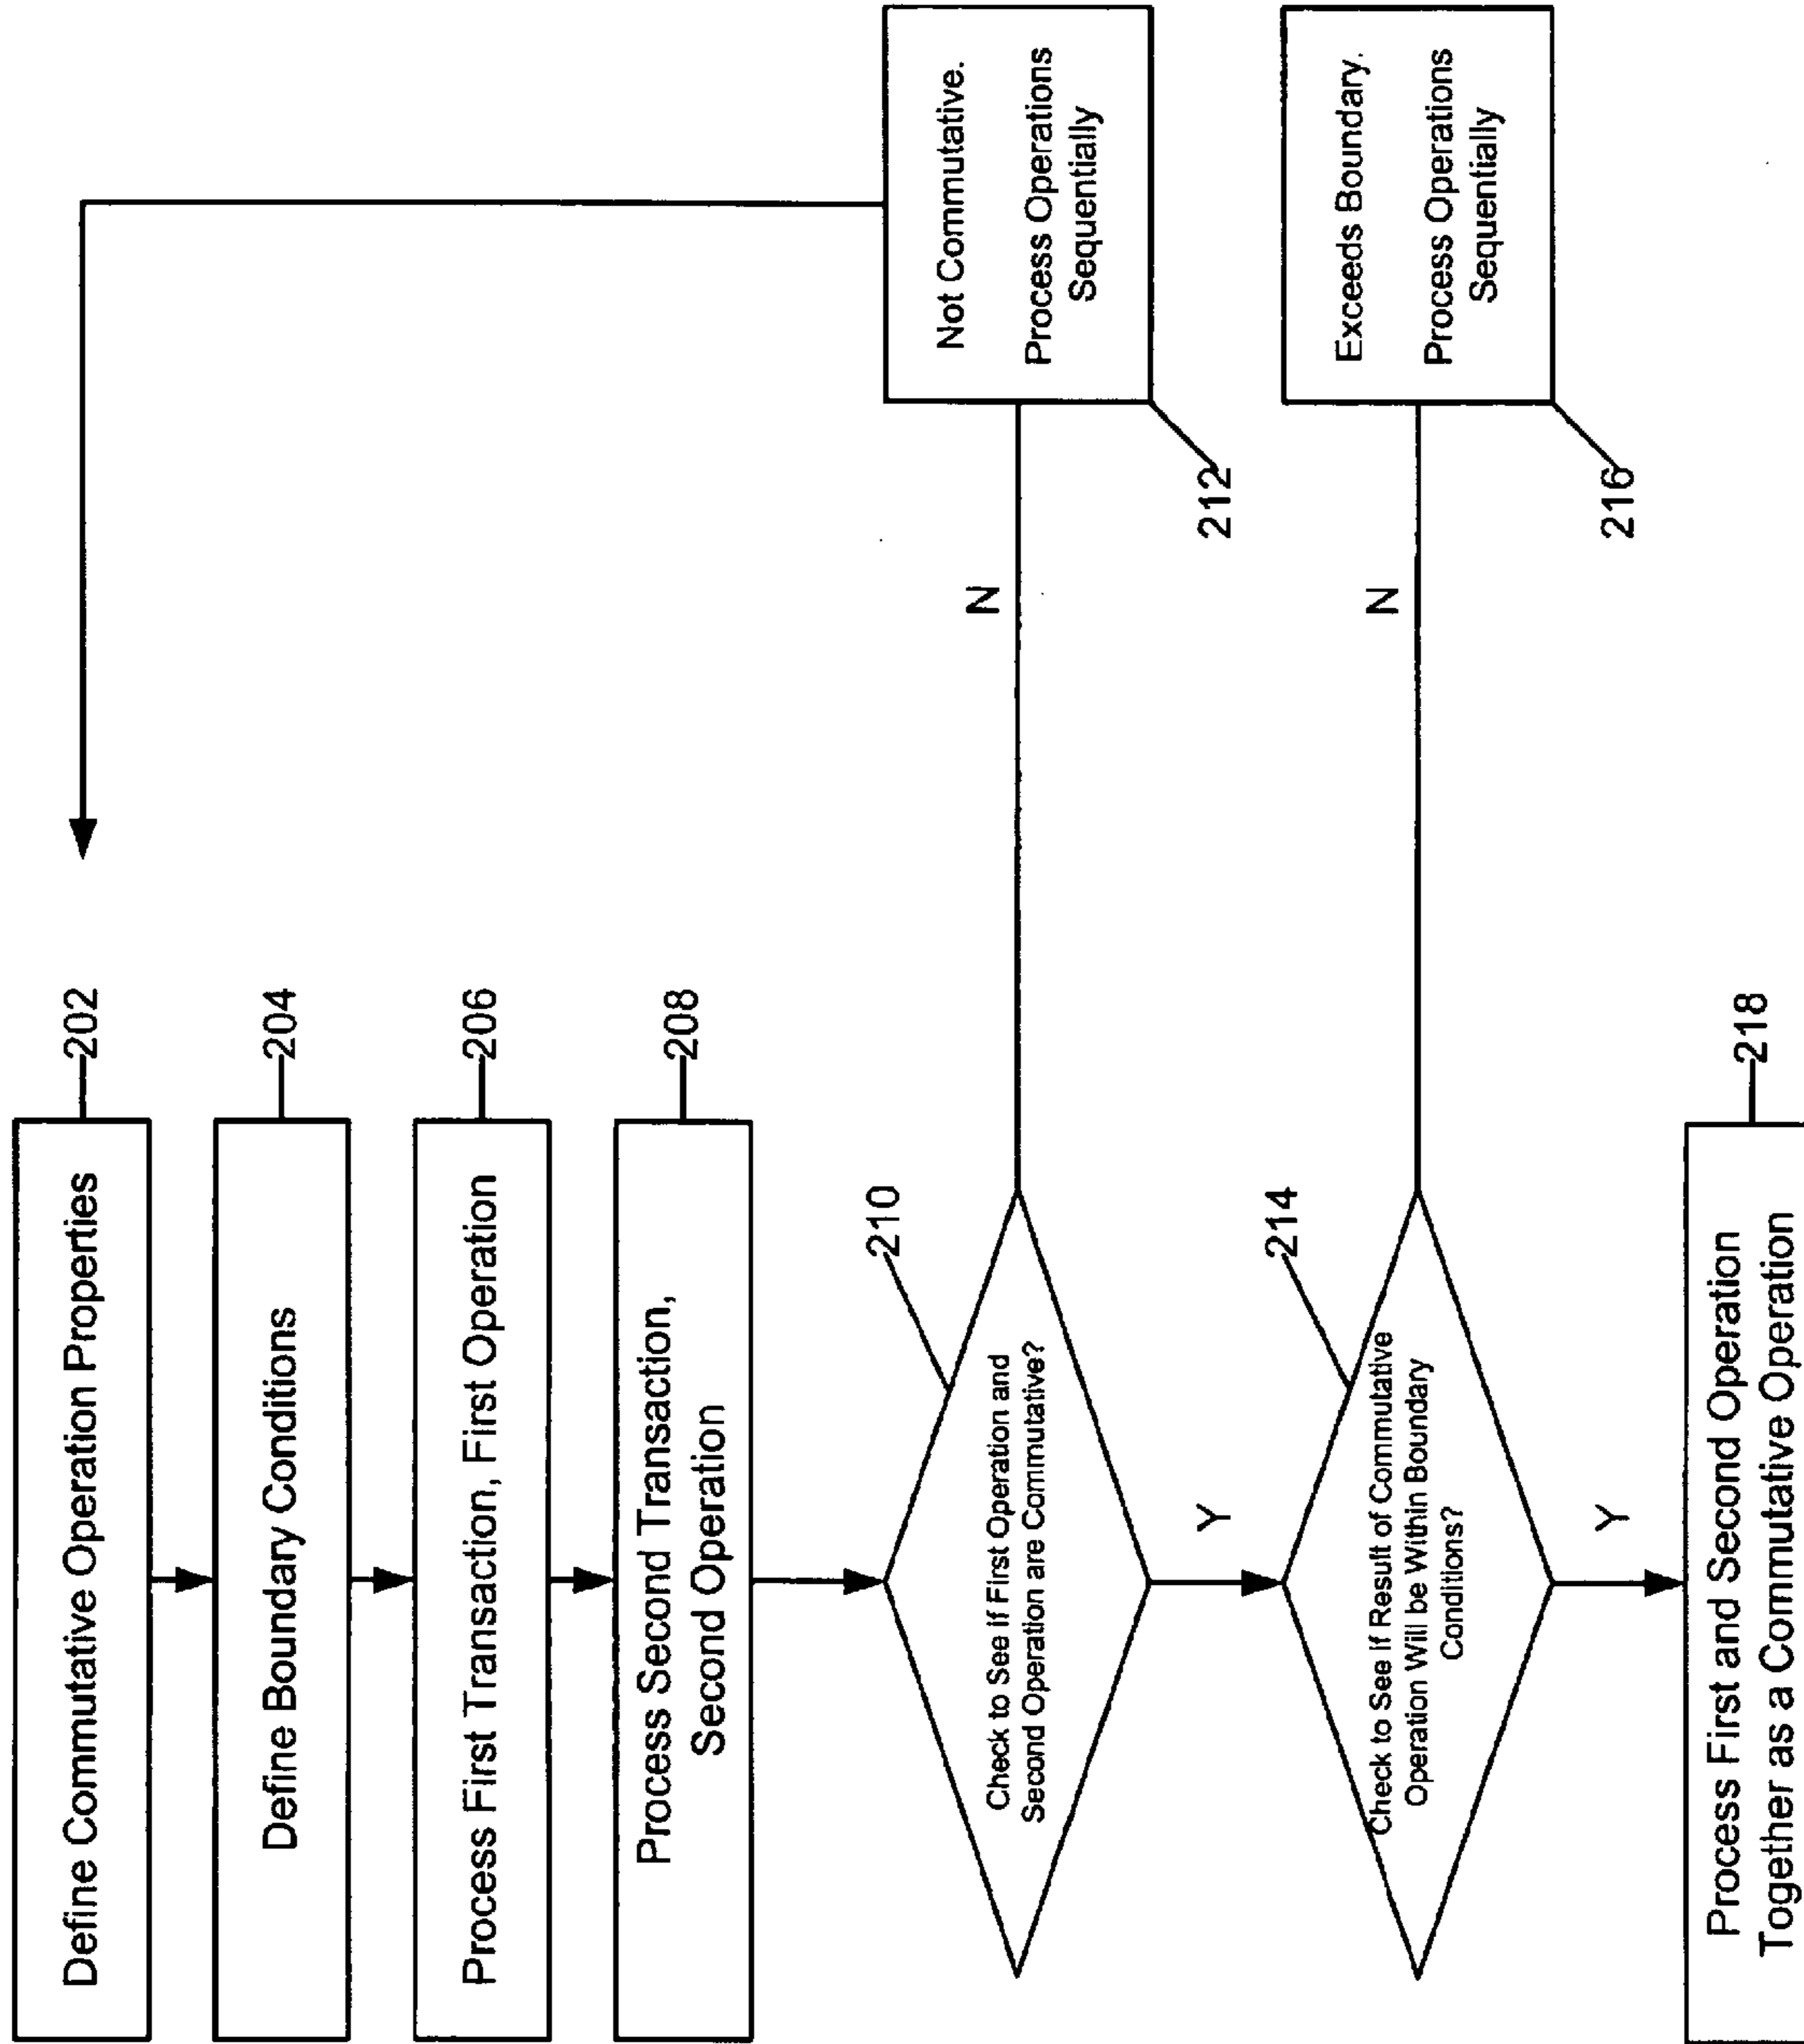 Define Commutative Operation Properties
202
Define Boundary Conditions
204
Process First Transaction, First Operation
206
Process Second Transaction,
Second Operation
208
210
Check to See if First Operation and
Second Operation are Commutative?
N
Not Commutative.
Process Operations
Sequentially
212
Y
214
Check to See if Result of Commutative
Operation Will be Within Boundary
Conditions?
N
Exceeds Boundary.
Process Operations
Sequentially
216
Y
Process First and Second Operation
Together as a Commutative Operation
218